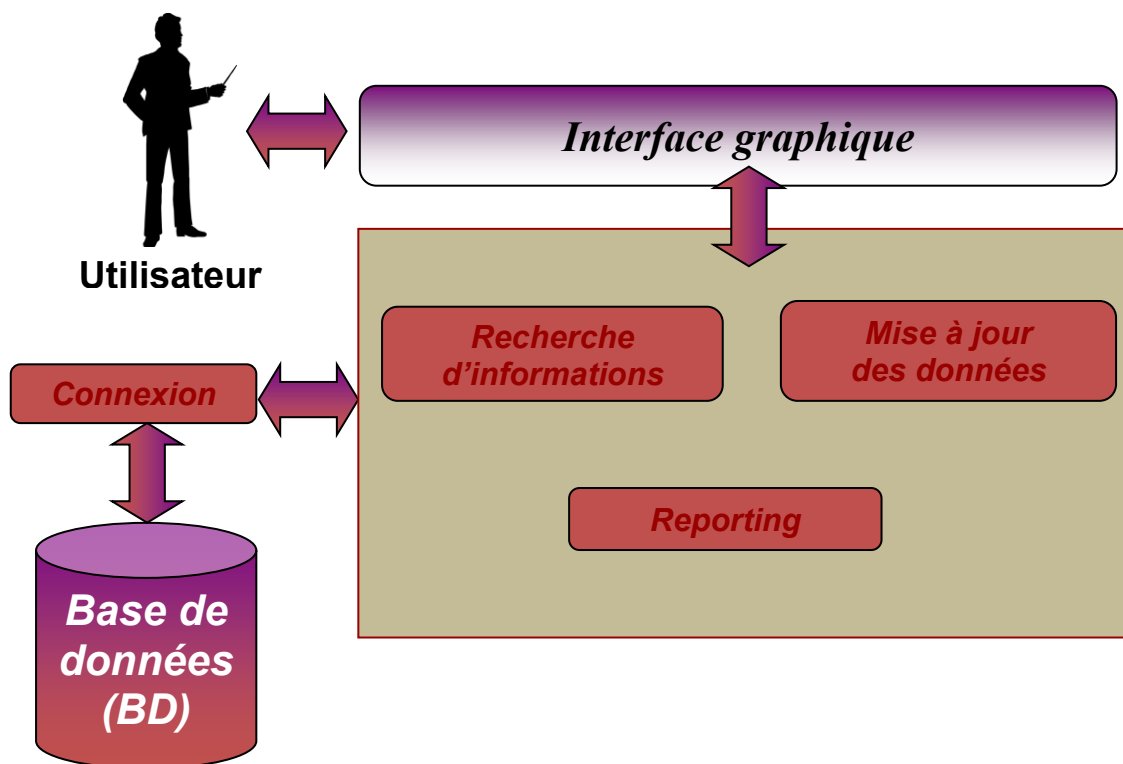 Interface graphique
Utilisateur
Recherche
d’informations
Mise à jour
des données
Connexion
Reporting
Base de
données
(BD)